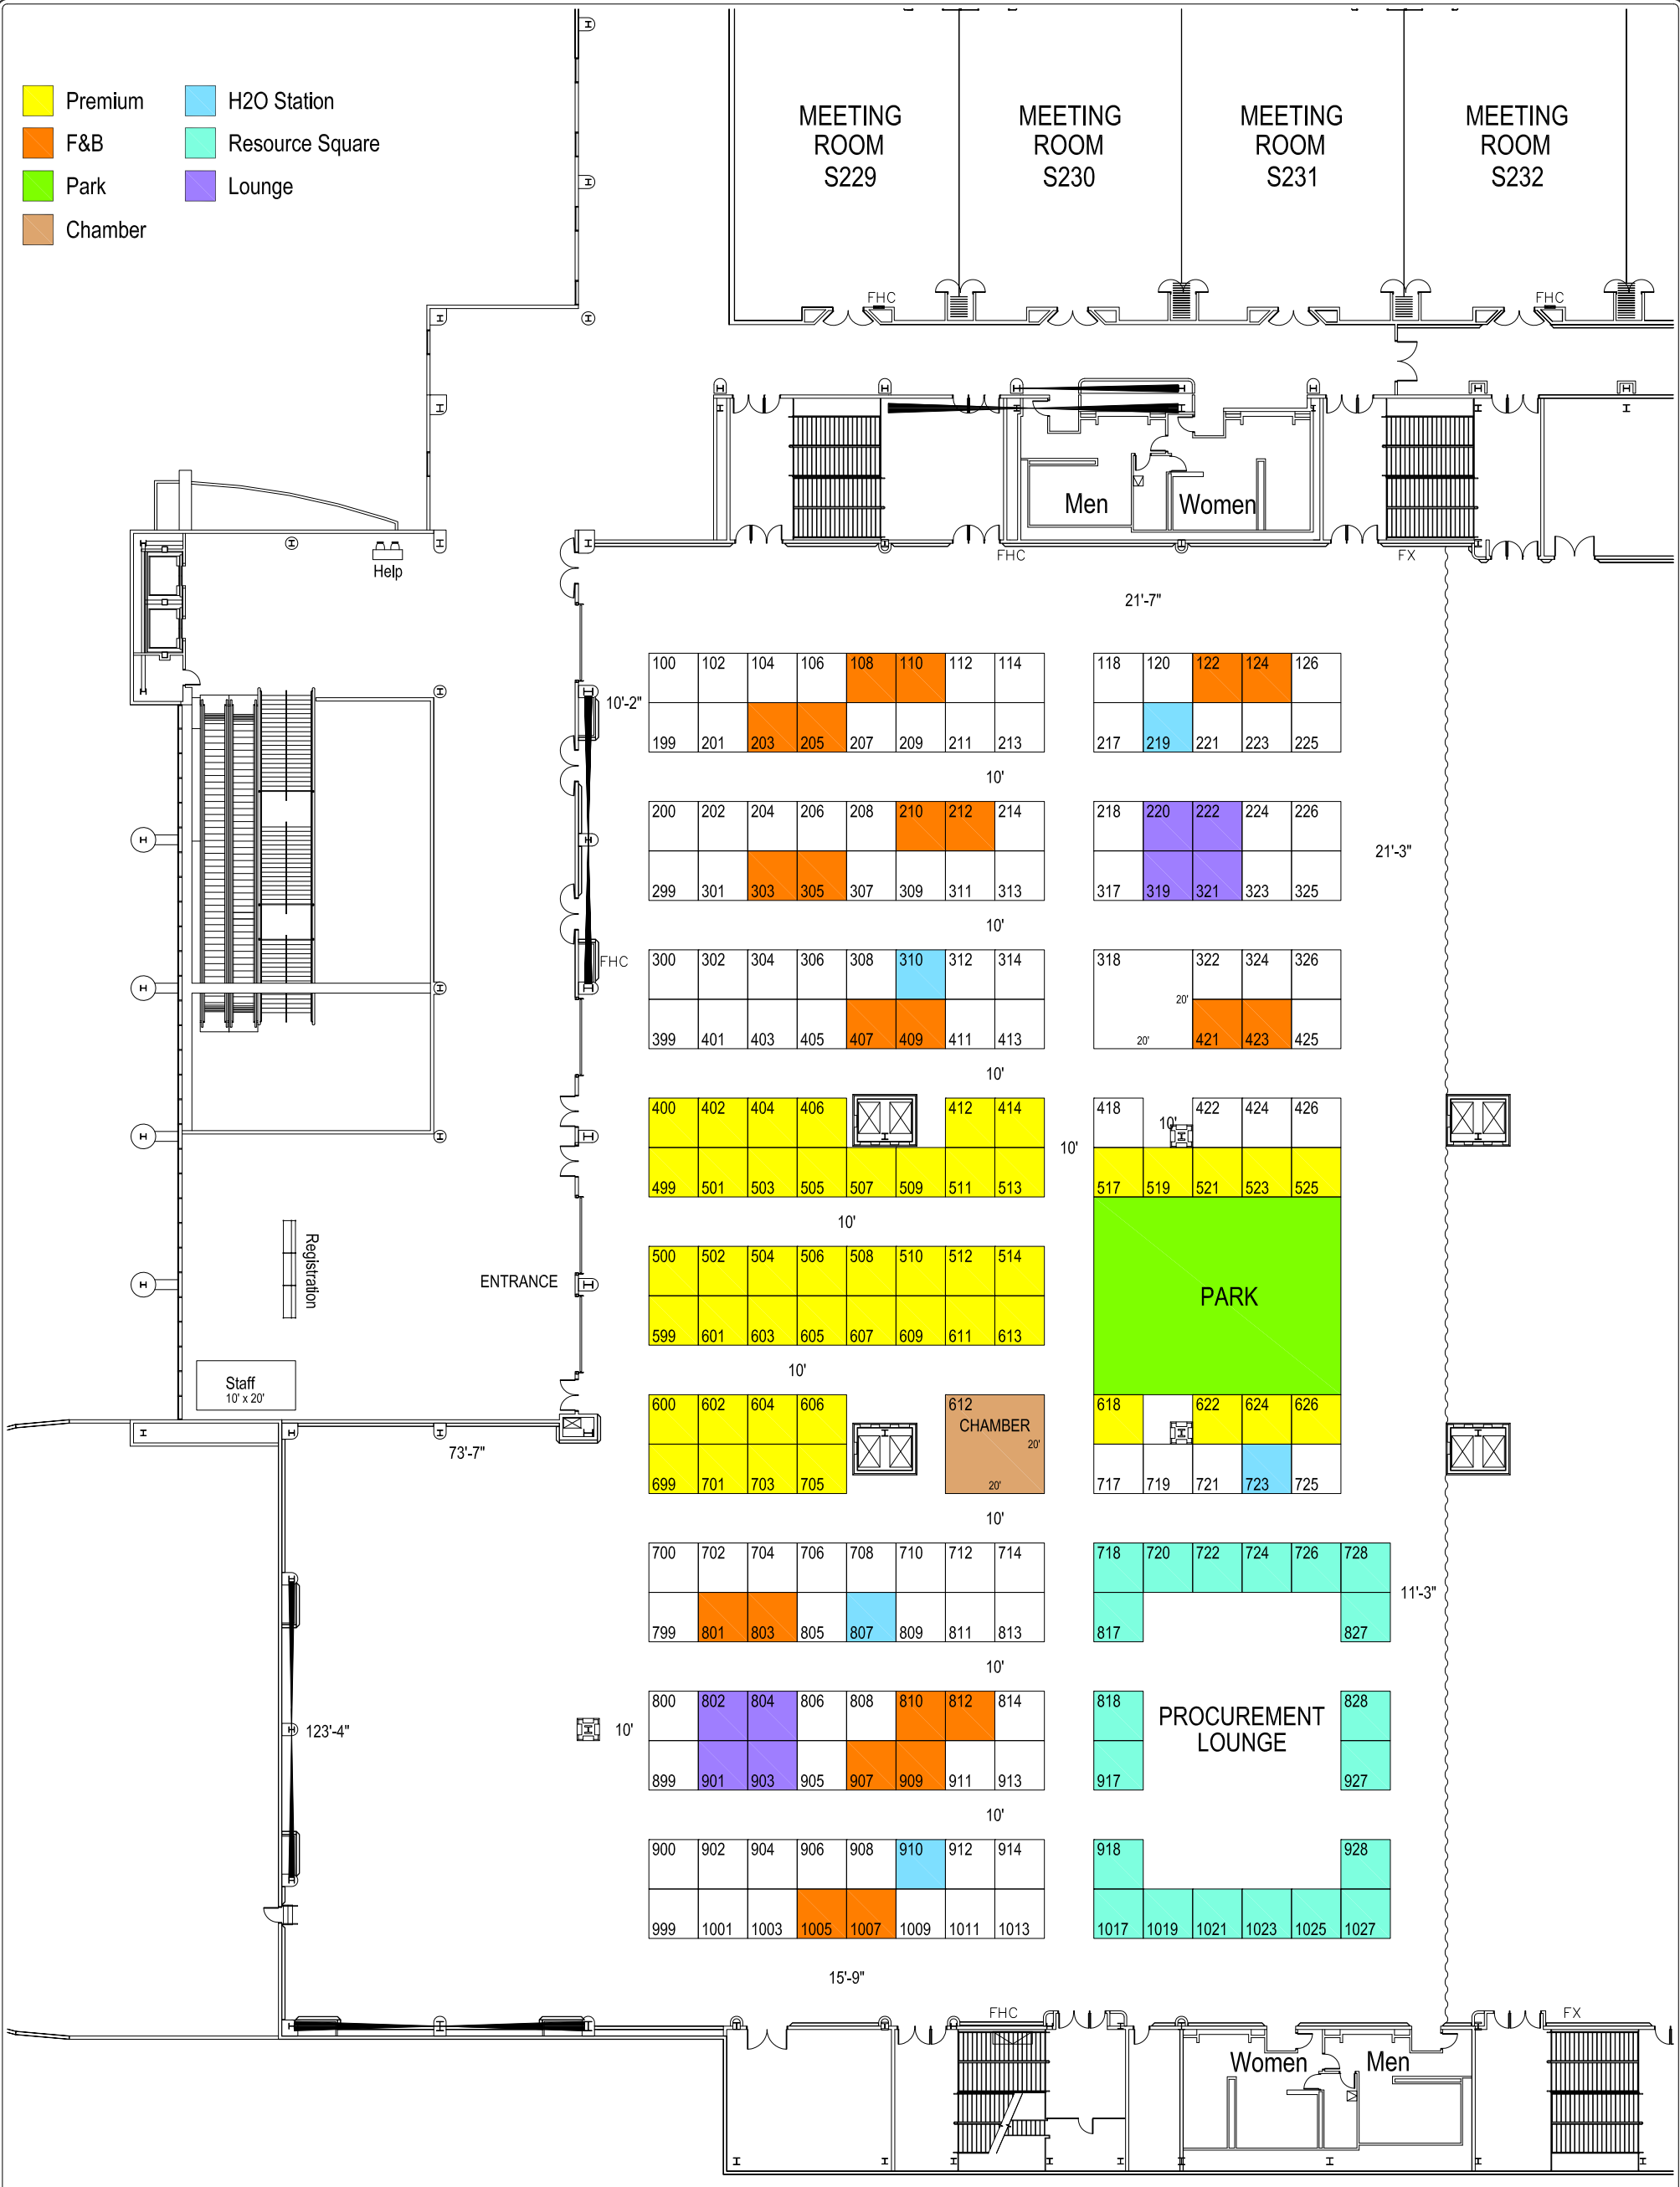 Premium
H2O Station
F&B
Resource Square
Park
Lounge
Chamber
MEETING
ROOM
S229
MEETING
ROOM
S230
MEETING
ROOM
S231
MEETING
ROOM
S232
FHC
FHC
Men
Women
Help
FHC
FX
21'-7"
100 102 104 106 108 110 112 114
118 120 122 124 126
10'-2"
199 201 203 205 207 209 211 213
217 219 221 223 225
10'
200 202 204 206 208 210 212 214
218 220 222 224 226
21'-3"
299 301 303 305 307 309 311 313
317 319 321 323 325
10'
FHC
300 302 304 306 308 310 312 314
318 322 324 326
20'
20'
399 401 403 405 407 409 411 413
421 423 425
10'
400 402 404 406 412 414
418 422 424 426
10'
10'
499 501 503 505 507 509 511 513
517 519 521 523 525
10'
Registration
ENTRANCE
500 502 504 506 508 510 512 514
PARK
599 601 603 605 607 609 611 613
10'
Staff
10' x 20'
600 602 604 606 612
CHAMBER
20'
20'
618 622 624 626
73'-7"
699 701 703 705
717 719 721 723 725
10'
700 702 704 706 708 710 712 714
718 720 722 724 726 728
11'-3"
799 801 803 805 807 809 811 813
817 827
10'
800 802 804 806 808 810 812 814
818 828
PROCUREMENT
LOUNGE
123'-4"
10'
899 901 903 905 907 909 911 913
917 927
10'
900 902 904 906 908 910 912 914
918 928
999 1001 1003 1005 1007 1009 1011 1013
1017 1019 1021 1023 1025 1027
15'-9"
FHC
FX
Women
Men